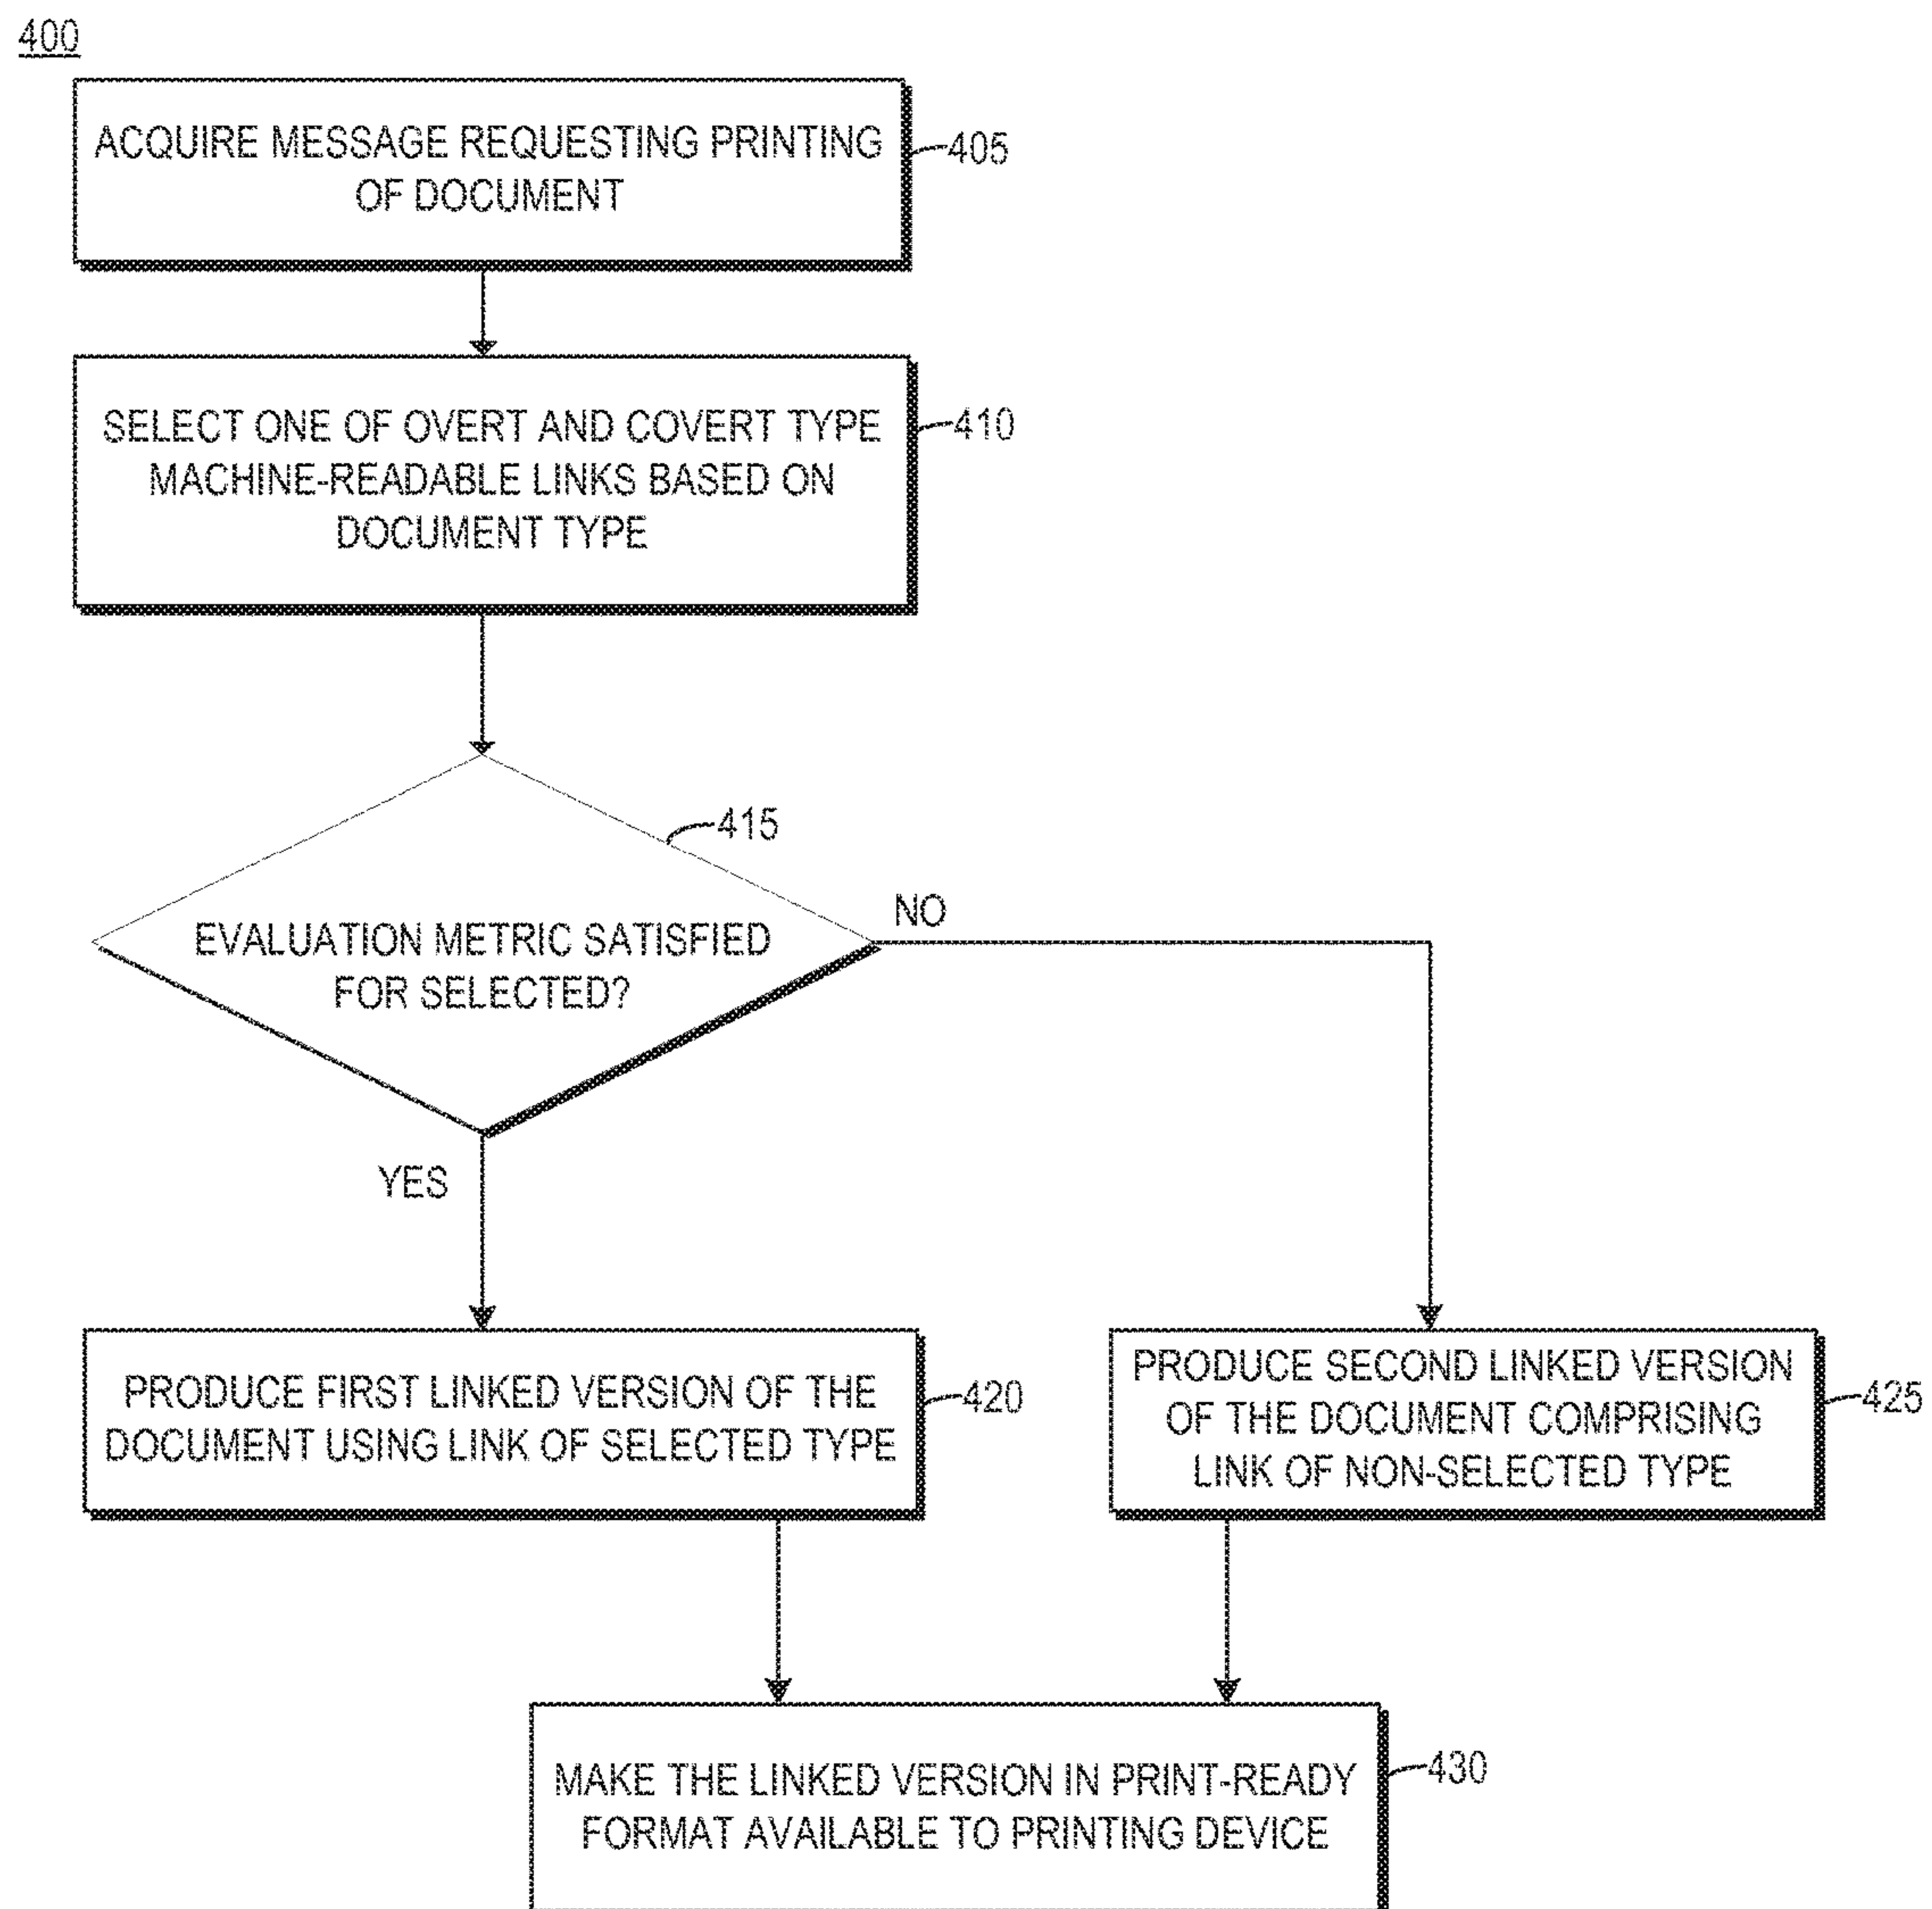 400
ACQUIRE MESSAGE REQUESTING PRINTING
OF DOCUMENT
405
SELECT ONE OF OVERT AND COVERT TYPE
MACHINE-READABLE LINKS BASED ON
DOCUMENT TYPE
410
415
EVALUATION METRIC SATISFIED
FOR SELECTED?
NO
YES
PRODUCE FIRST LINKED VERSION OF THE
DOCUMENT USING LINK OF SELECTED TYPE
420
PRODUCE SECOND LINKED VERSION
OF THE DOCUMENT COMPRISING
LINK OF NON-SELECTED TYPE
425
MAKE THE LINKED VERSION IN PRINT-READY
FORMAT AVAILABLE TO PRINTING DEVICE
430